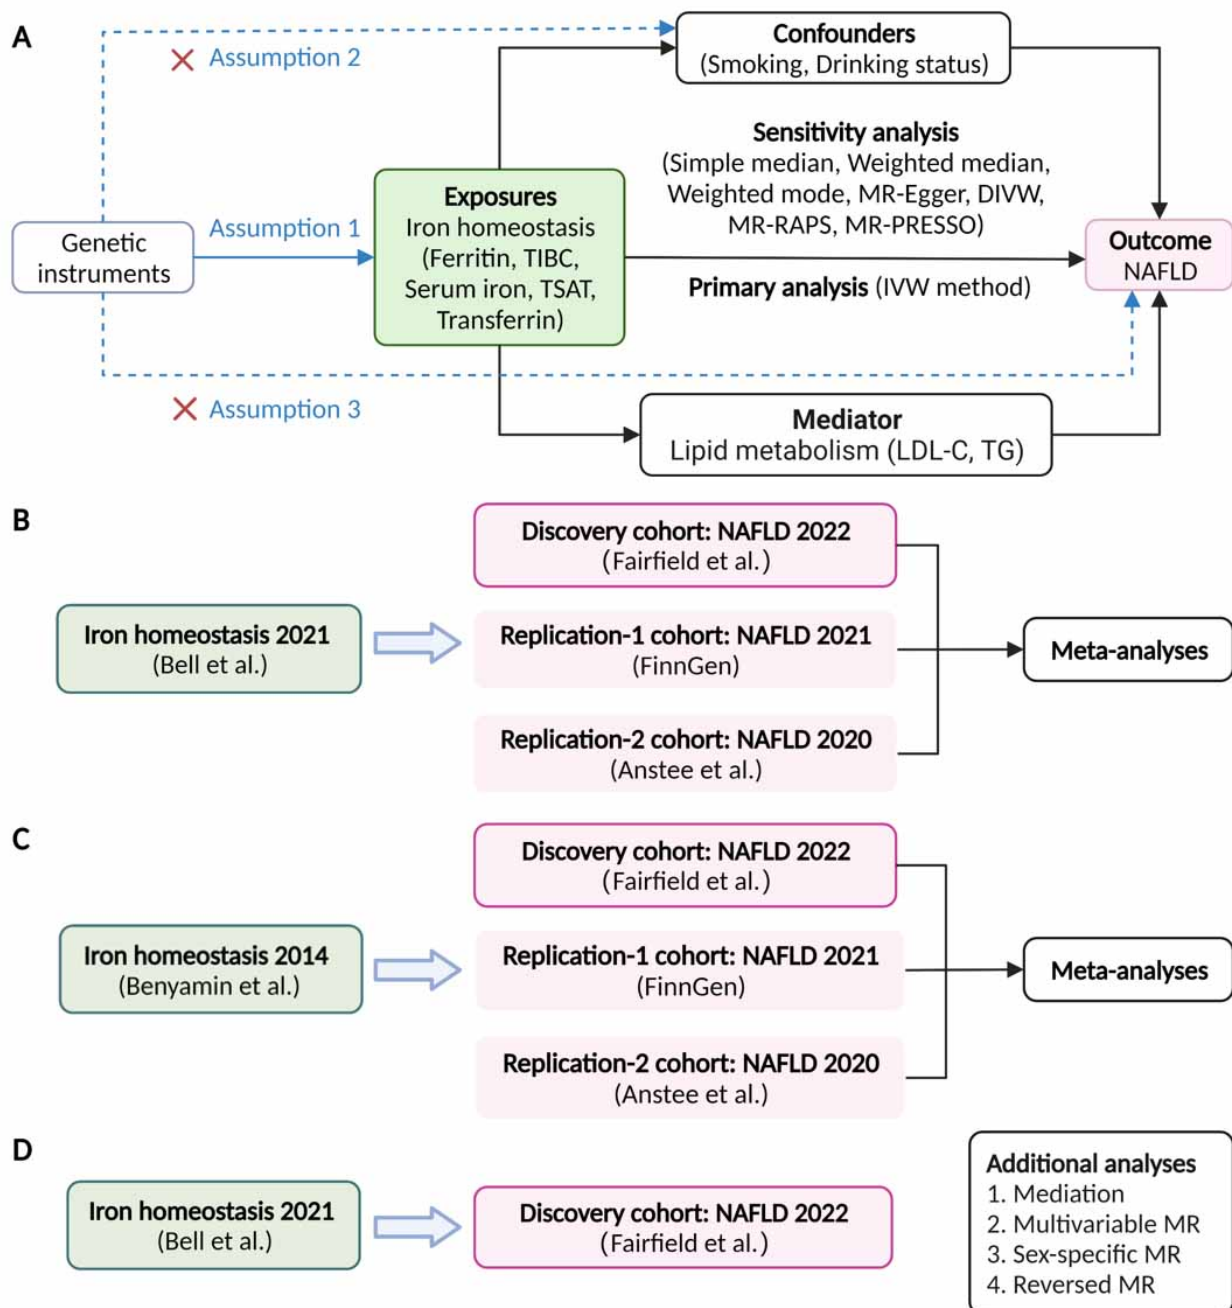 A
Assumption 2
Confounders
(Smoking, Drinking status)
Sensitivity analysis
(Simple median, Weighted median,
Weighted mode, MR-Egger, DIVW,
MR-RAPS, MR-PRESSO)
Genetic
instruments
Assumption 1
Exposures
Iron homeostasis
(Ferritin, TIBC,
Serum iron, TSAT,
Transferrin)
Primary analysis (IVW method)
Outcome
NAFLD
Assumption 3
Mediator
Lipid metabolism (LDL-C, TG)
B
Iron homeostasis 2021
(Bell et al.)
Discovery cohort: NAFLD 2022
(Fairfield et al.)
Replication-1 cohort: NAFLD 2021
(FinnGen)
Replication-2 cohort: NAFLD 2020
(Anstee et al.)
Meta-analyses
C
Iron homeostasis 2014
(Benyamin et al.)
Discovery cohort: NAFLD 2022
(Fairfield et al.)
Replication-1 cohort: NAFLD 2021
(FinnGen)
Replication-2 cohort: NAFLD 2020
(Anstee et al.)
Meta-analyses
D
Iron homeostasis 2021
(Bell et al.)
Discovery cohort: NAFLD 2022
(Fairfield et al.)
Additional analyses
1. Mediation
2. Multivariable MR
3. Sex-specific MR
4. Reversed MR